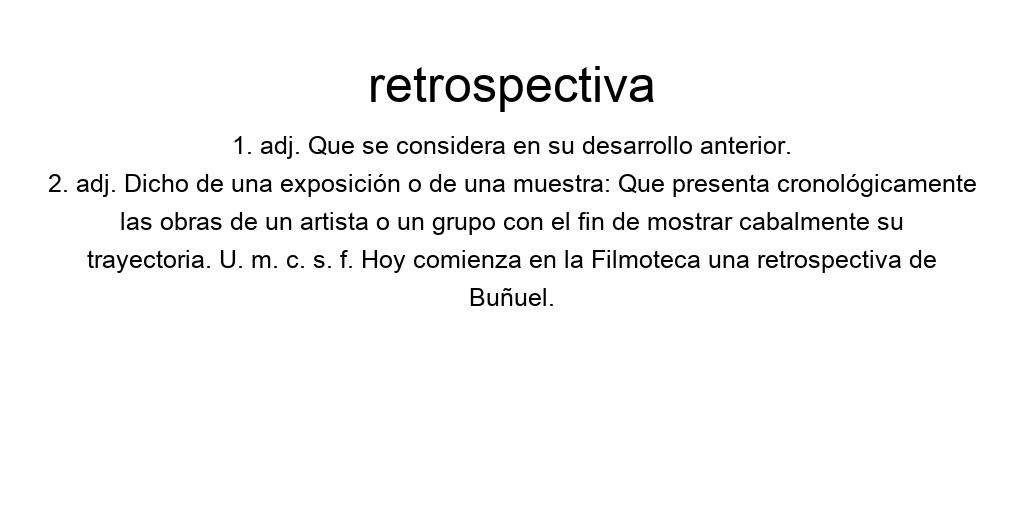 retrospectiva
1. adj. Que se considera en su desarrollo anterior.
2. adj. Dicho de una exposición o de una muestra: Que presenta cronológicamente
las obras de un artista o un grupo con el fin de mostrar cabalmente su
trayectoria. U. m. c. s. f. Hoy comienza en la Filmoteca una retrospectiva de
Buñuel.